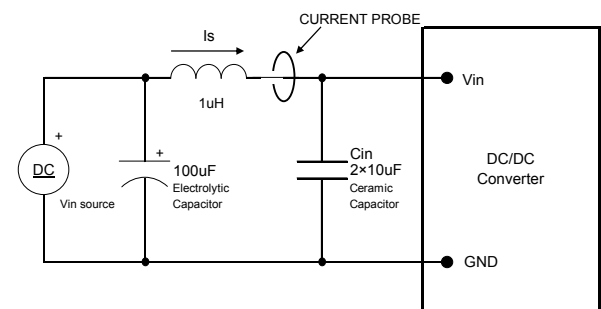 CURRENT PROBE
Is
1uH
Vin
+
DC
Vin source
+
100uF
Electrolytic
Capacitor
Cin
2×10uF
Ceramic
Capacitor
DC/DC
Converter
GND